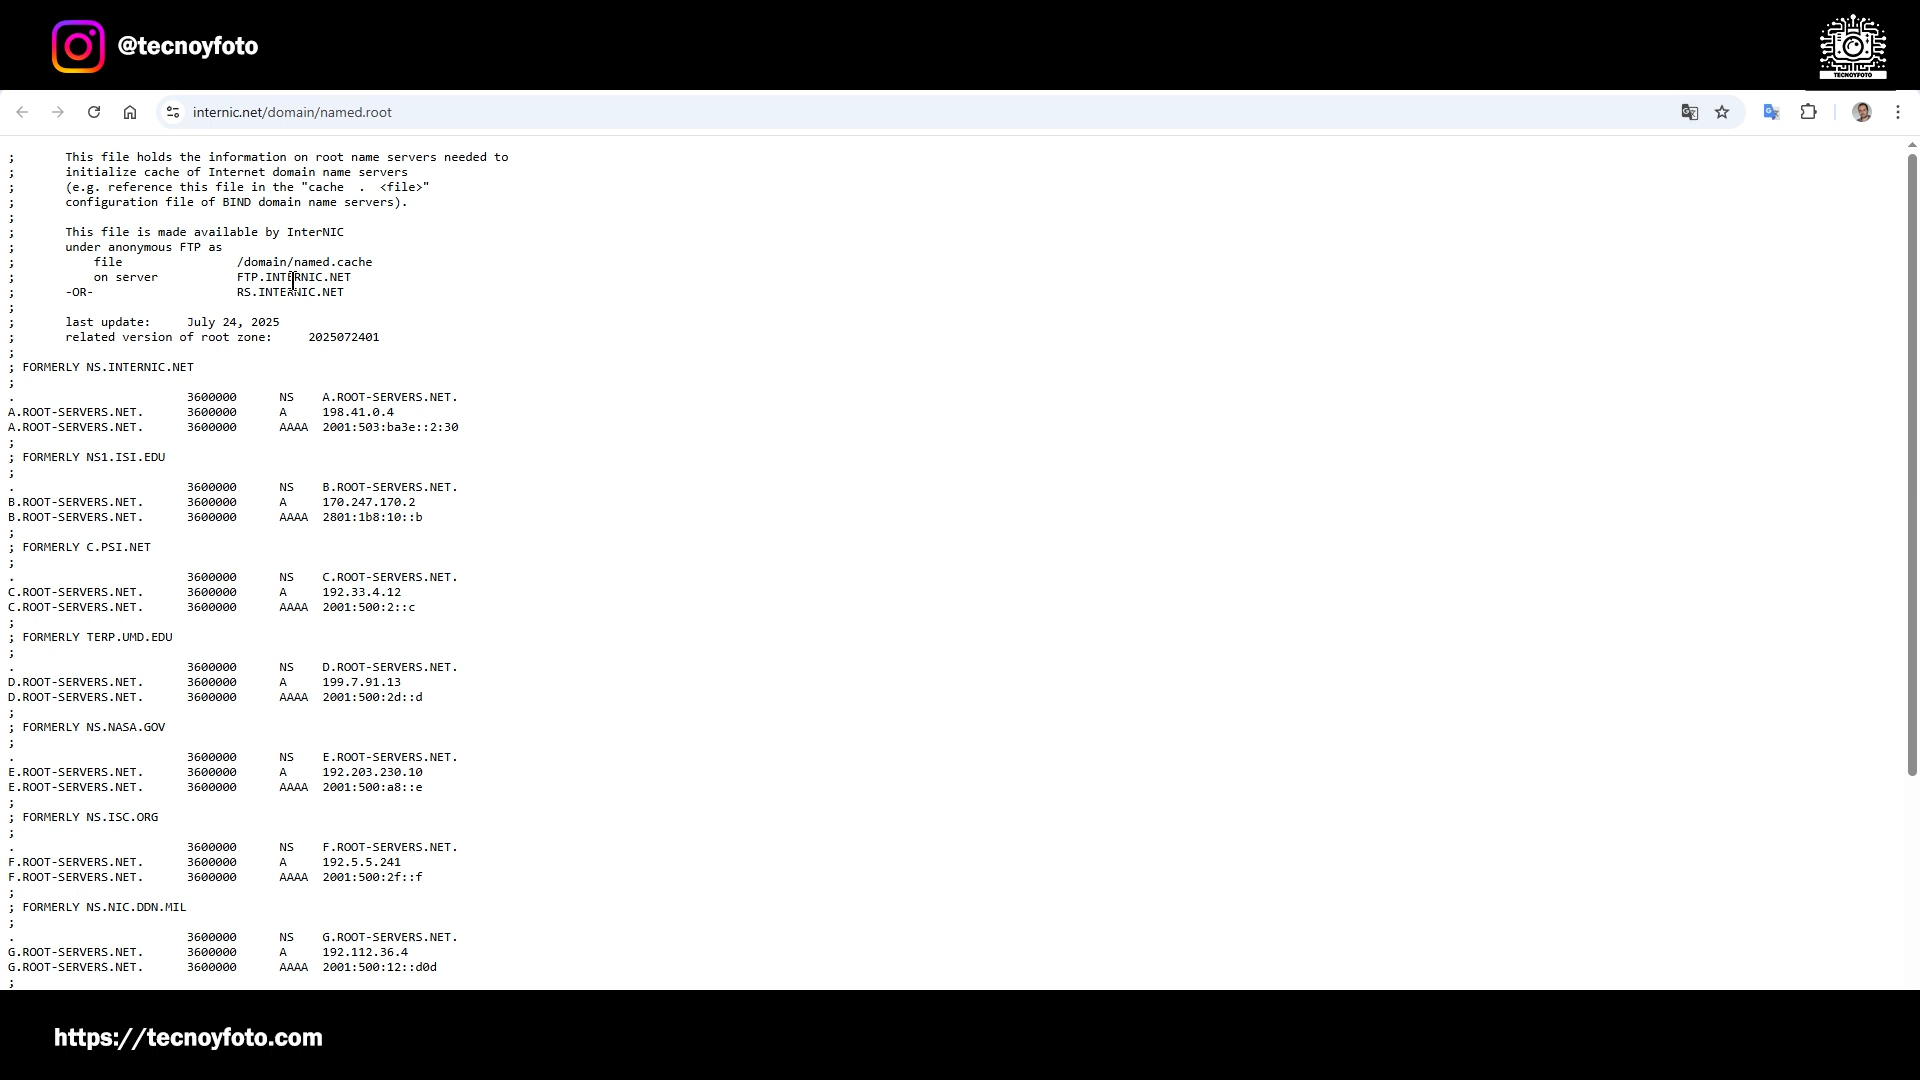 @tecnoyfoto
TECNOYFOTO
internic.net/domain/named.root
;       This file holds the information on root name servers needed to
;       initialize cache of Internet domain name servers
;       (e.g. reference this file in the "cache  .  <file>"
;       configuration file of BIND domain name servers).
;
;       This file is made available by InterNIC
;       under anonymous FTP as
;           file                /domain/named.cache
;           on server           FTP.INTERNIC.NET
;       -OR-                    RS.INTERNIC.NET
;
;       last update:     July 24, 2025
;       related version of root zone:     2025072401
;
; FORMERLY NS.INTERNIC.NET
;
.                        3600000      NS    A.ROOT-SERVERS.NET.
A.ROOT-SERVERS.NET.      3600000      A     198.41.0.4
A.ROOT-SERVERS.NET.      3600000      AAAA  2001:503:ba3e::2:30
;
; FORMERLY NS1.ISI.EDU
;
.                        3600000      NS    B.ROOT-SERVERS.NET.
B.ROOT-SERVERS.NET.      3600000      A     170.247.170.2
B.ROOT-SERVERS.NET.      3600000      AAAA  2801:1b8:10::b
;
; FORMERLY C.PSI.NET
;
.                        3600000      NS    C.ROOT-SERVERS.NET.
C.ROOT-SERVERS.NET.      3600000      A     192.33.4.12
C.ROOT-SERVERS.NET.      3600000      AAAA  2001:500:2::c
;
; FORMERLY TERP.UMD.EDU
;
.                        3600000      NS    D.ROOT-SERVERS.NET.
D.ROOT-SERVERS.NET.      3600000      A     199.7.91.13
D.ROOT-SERVERS.NET.      3600000      AAAA  2001:500:2d::d
;
; FORMERLY NS.NASA.GOV
;
.                        3600000      NS    E.ROOT-SERVERS.NET.
E.ROOT-SERVERS.NET.      3600000      A     192.203.230.10
E.ROOT-SERVERS.NET.      3600000      AAAA  2001:500:a8::e
;
; FORMERLY NS.ISC.ORG
;
.                        3600000      NS    F.ROOT-SERVERS.NET.
F.ROOT-SERVERS.NET.      3600000      A     192.5.5.241
F.ROOT-SERVERS.NET.      3600000      AAAA  2001:500:2f::f
;
; FORMERLY NS.NIC.DDN.MIL
;
.                        3600000      NS    G.ROOT-SERVERS.NET.
G.ROOT-SERVERS.NET.      3600000      A     192.112.36.4
G.ROOT-SERVERS.NET.      3600000      AAAA  2001:500:12::d0d
;
https://tecnoyfoto.com